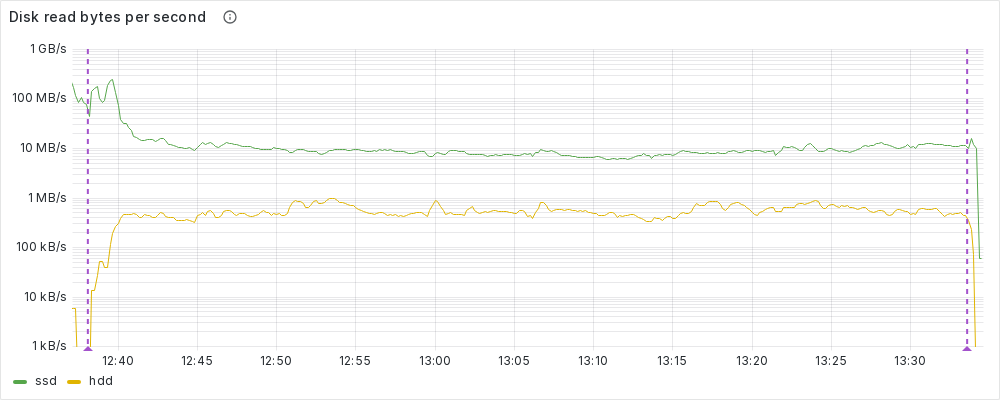 Disk read bytes per second
1 GB/s
100 MB/s
10 MB/s
1 MB/s
100 kB/s
10 kB/s
1 kB/s
12:40 12:45 12:50 12:55 13:00 13:05 13:10 13:15 13:20 13:25 13:30
ssd hdd